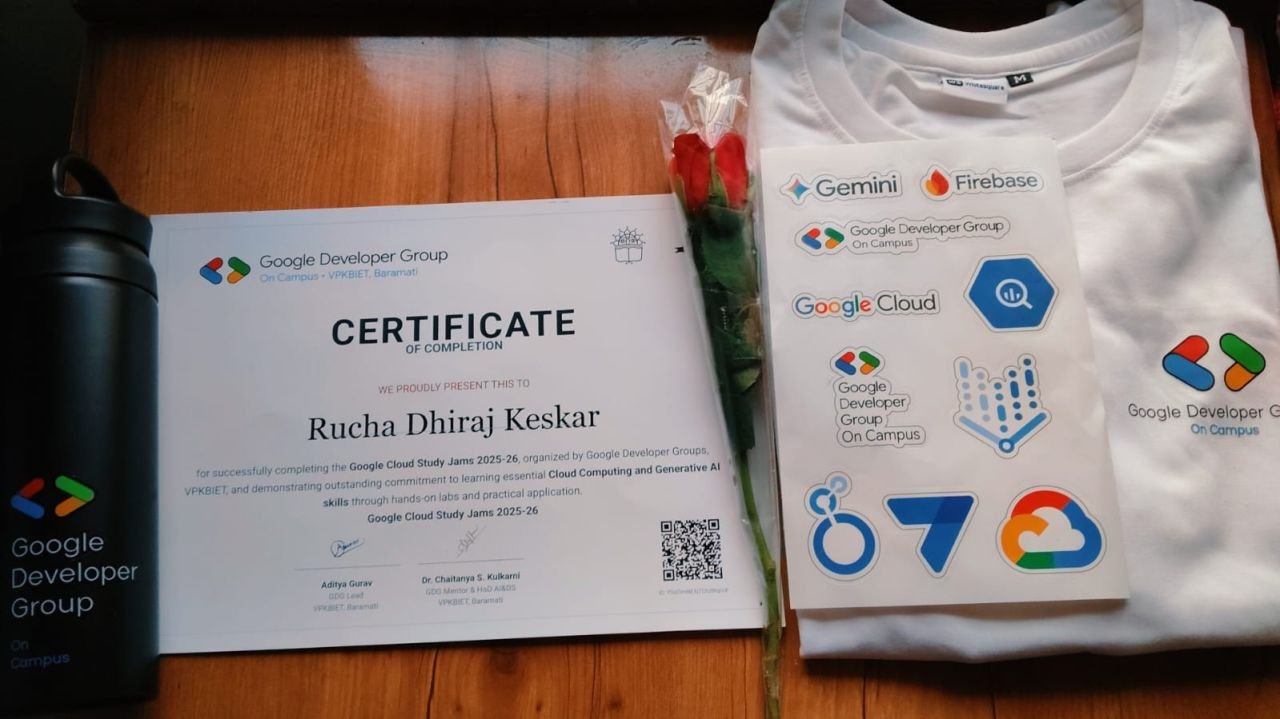 Google
Developer
Group
On
Campus
Google Developer Group
On Campus • VPKBIET, Baramati
CERTIFICATE
OF COMPLETION
WE PROUDLY PRESENT THIS TO
Rucha Dhiraj Keskar
for successfully completing the Google Cloud Study Jams 2025-26, organized by Google Developer Groups,
VPKBIET, and demonstrating outstanding commitment to learning essential Cloud Computing and Generative AI
skills through hands-on labs and practical application.
Google Cloud Study Jams 2025-26
Aditya Gurav
GDG Lead
VPKBIET, Baramati
Dr. Chaitanya S. Kulkarni
GDG Mentor & HoD AI&DS
VPKBIET, Baramati
Gemini
Firebase
Google Developer Group
On Campus
Google Cloud
Google
Developer
Group
On Campus
M
Google Developer G
On Campus